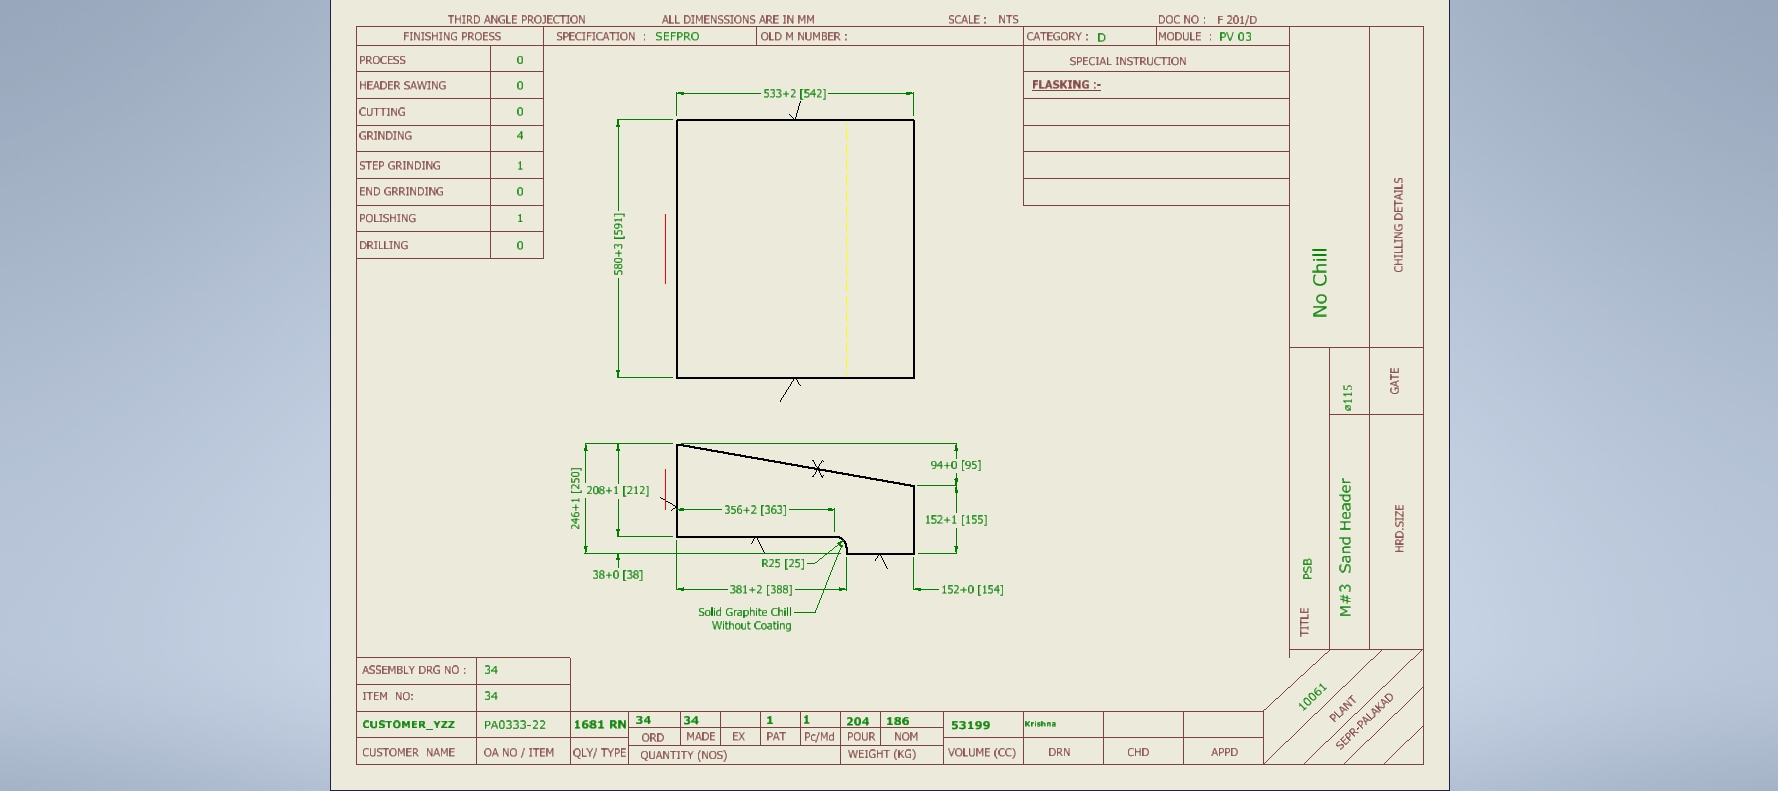 THIRD ANGLE PROJECTION ALL DIMENSSIONS ARE IN MM SCALE : NTS DOC NO : F 201/D
FINISHING PROESS SPECIFICATION : SEFPRO OLD M NUMBER : CATEGORY : D MODULE : PV 03
PROCESS 0
HEADER SAWING 0
CUTTING 0
GRINDING 4
STEP GRINDING 1
END GRRINDING 0
POLISHING 1
DRILLING 0
SPECIAL INSTRUCTION
FLASKING :-
533+2 [542]
580+3 [591]
246+1 [250]
208+1 [212]
94+0 [95]
356+2 [363]
152+1 [155]
R25 [25]
38+0 [38]
381+2 [388]
152+0 [154]
Solid Graphite Chill
Without Coating
No Chill
CHILLING DETAILS
ø115
GATE
TITLE PSB
M#3 Sand Header
HRD.SIZE
10061
PLANT
SEPR-PALAKAD
ASSEMBLY DRG NO : 34
ITEM NO: 34
CUSTOMER_YZZ PA0333-22 1681 RN 34 34 1 1 204 186 53199 Krishna
ORD MADE EX PAT Pc/Md POUR NOM
CUSTOMER NAME OA NO / ITEM QLY/ TYPE QUANTITY (NOS) WEIGHT (KG) VOLUME (CC) DRN CHD APPD